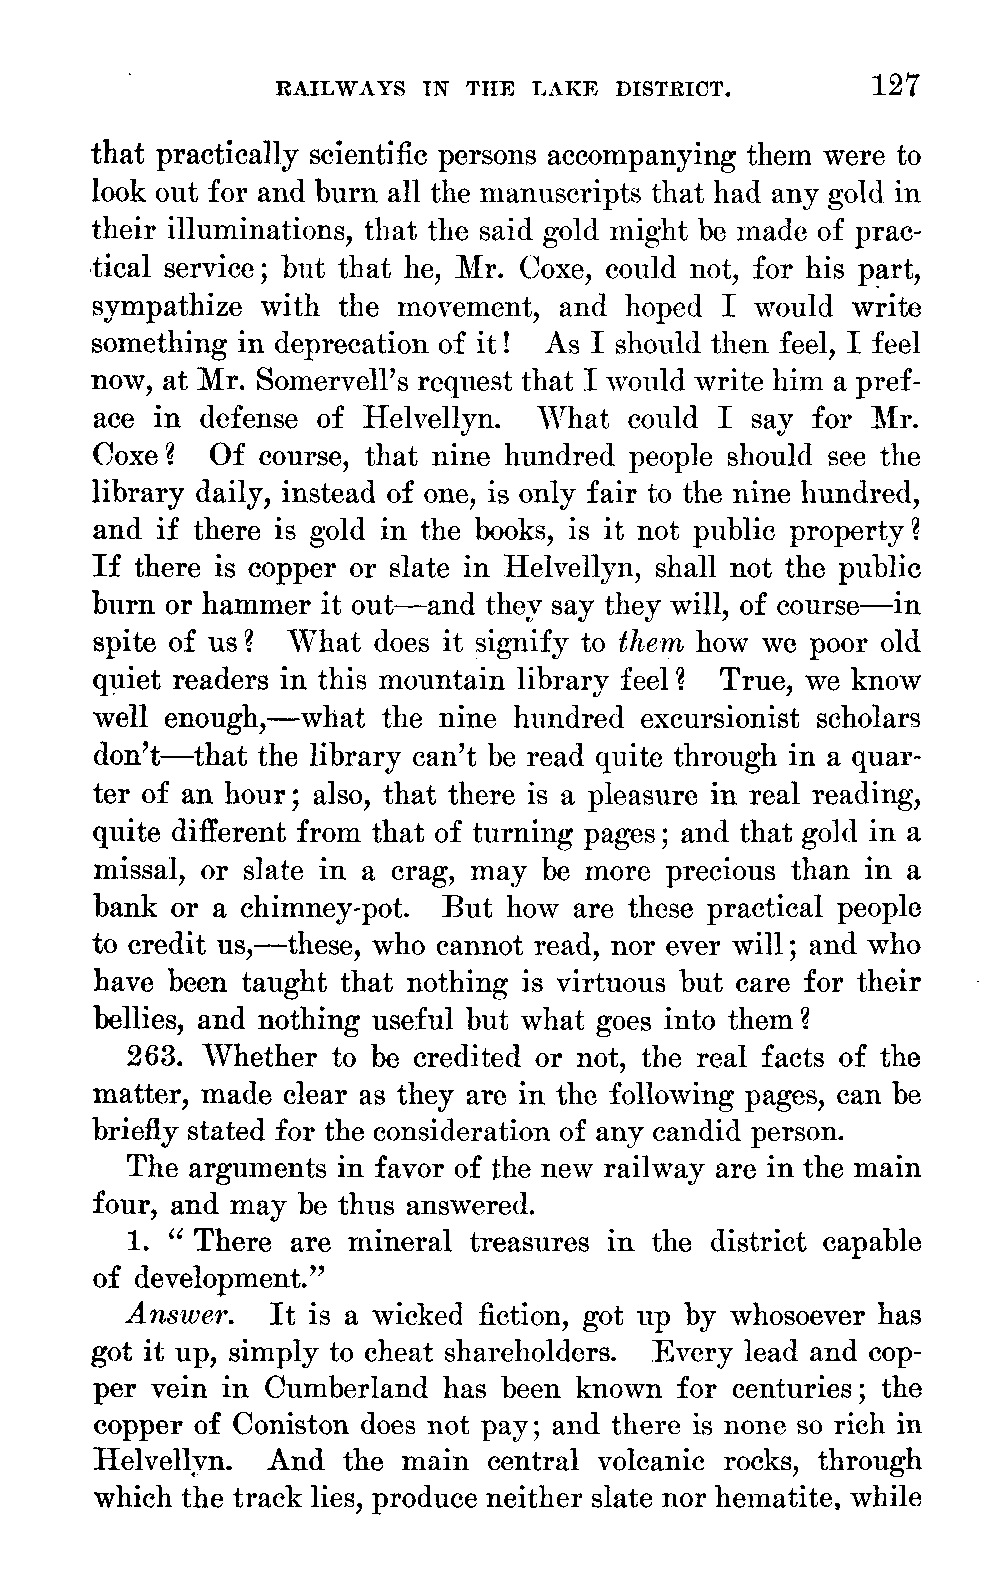 RAILWAYS IN THE LAKE DISTRICT. 127
that practically scientific persons accompanying them were to
look out for and burn all the manuscripts that had any gold in
their illuminations, that the said gold might be made of prac-
tical service; but that he, Mr. Coxe, could not, for his part,
sympathize with the movement, and hoped I would write
something in deprecation of it! As I should then feel, I feel
now, at Mr. Somervell's request that I would write him a pref-
ace in defense of Helvellyn. What could I say for Mr.
Coxe? Of course, that nine hundred people should see the
library daily, instead of one, is only fair to the nine hundred,
and if there is gold in the books, is it not public property?
If there is copper or slate in Helvellyn, shall not the public
burn or hammer it out—and they say they will, of course—in
spite of us? What does it signify to them how we poor old
quiet readers in this mountain library feel? True, we know
well enough,—what the nine hundred excursionist scholars
don't—that the library can't be read quite through in a quar-
ter of an hour; also, that there is a pleasure in real reading,
quite different from that of turning pages; and that gold in a
missal, or slate in a crag, may be more precious than in a
bank or a chimney-pot. But how are these practical people
to credit us,—these, who cannot read, nor ever will; and who
have been taught that nothing is virtuous but care for their
bellies, and nothing useful but what goes into them?
263. Whether to be credited or not, the real facts of the
matter, made clear as they are in the following pages, can be
briefly stated for the consideration of any candid person.
The arguments in favor of the new railway are in the main
four, and may be thus answered.
1. "There are mineral treasures in the district capable
of development."
Answer. It is a wicked fiction, got up by whosoever has
got it up, simply to cheat shareholders. Every lead and cop-
per vein in Cumberland has been known for centuries; the
copper of Coniston does not pay; and there is none so rich in
Helvellyn. And the main central volcanic rocks, through
which the track lies, produce neither slate nor hematite, while